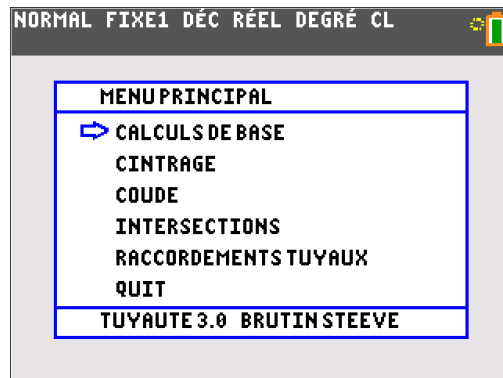 NORMAL FIXE1 DÉC RÉEL DEGRÉ CL
MENU PRINCIPAL
CALCULS DE BASE
CINTRAGE
COUDE
INTERSECTIONS
RACCORDEMENTS TUYAUX
QUIT
TUYAUTE 3.0 BRUTIN STEEVE